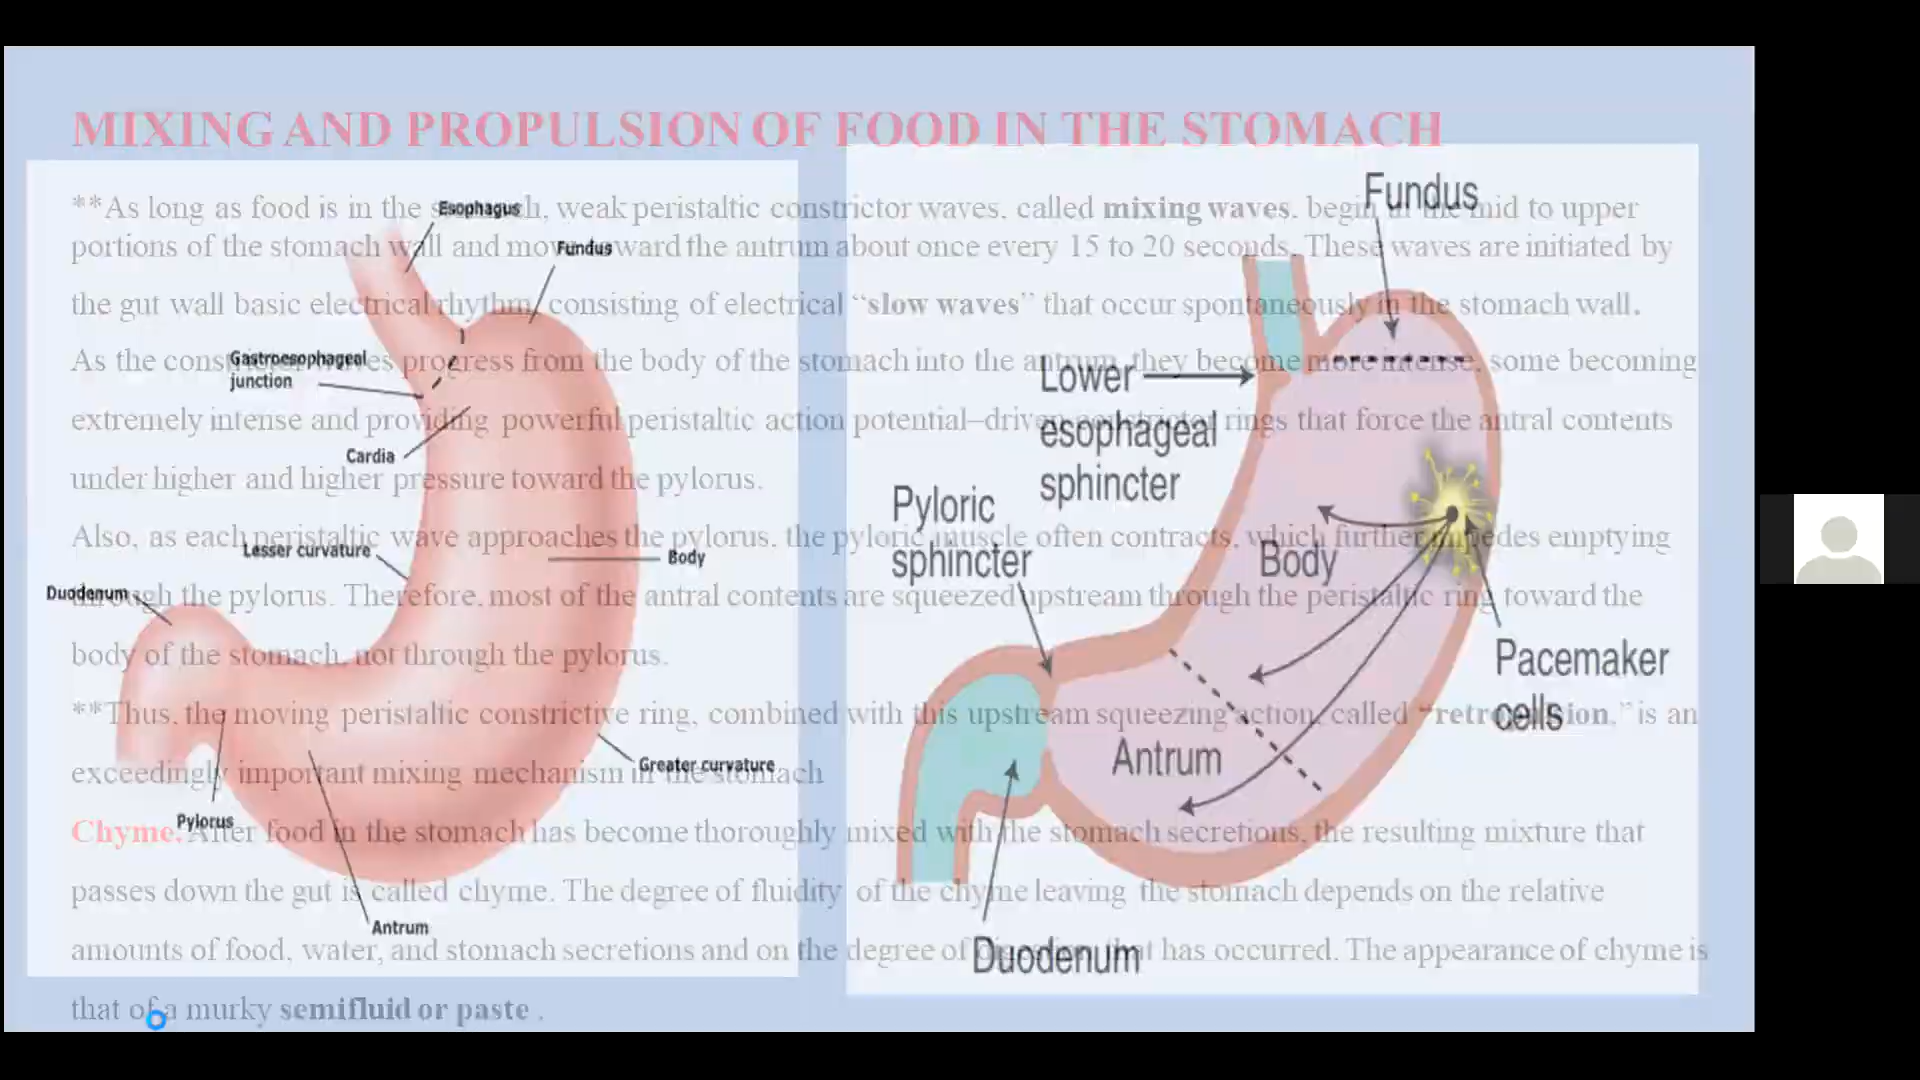 MIXING AND PROPULSION OF FOOD IN THE STOMACH
**As long as food is in the stomach, weak peristaltic constrictor waves, called mixing waves, begin in the mid to upper
portions of the stomach wall and move toward the antrum about once every 15 to 20 seconds. These waves are initiated by
the gut wall basic electrical rhythm, consisting of electrical “slow waves” that occur spontaneously in the stomach wall.
As the constrictor waves progress from the body of the stomach into the antrum, they become more intense, some becoming
extremely intense and providing powerful peristaltic action potential–driven constrictor rings that force the antral contents
under higher and higher pressure toward the pylorus.
Also, as each peristaltic wave approaches the pylorus, the pyloric muscle often contracts, which further impedes emptying
through the pylorus. Therefore, most of the antral contents are squeezed upstream through the peristaltic ring toward the
body of the stomach, not through the pylorus.
**Thus, the moving peristaltic constrictive ring, combined with this upstream squeezing action, called “retropulsion,” is an
exceedingly important mixing mechanism in the stomach
Chyme. After food in the stomach has become thoroughly mixed with the stomach secretions, the resulting mixture that
passes down the gut is called chyme. The degree of fluidity of the chyme leaving the stomach depends on the relative
amounts of food, water, and stomach secretions and on the degree of digestion that has occurred. The appearance of chyme is
that of a murky semifluid or paste .
Esophagus
Fundus
Gastroesophageal
junction
Cardia
Lesser curvature
Body
Duodenum
Greater curvature
Pylorus
Antrum
Fundus
Lower
esophageal
sphincter
Pyloric
sphincter
Body
Pacemaker
cells
Antrum
Duodenum